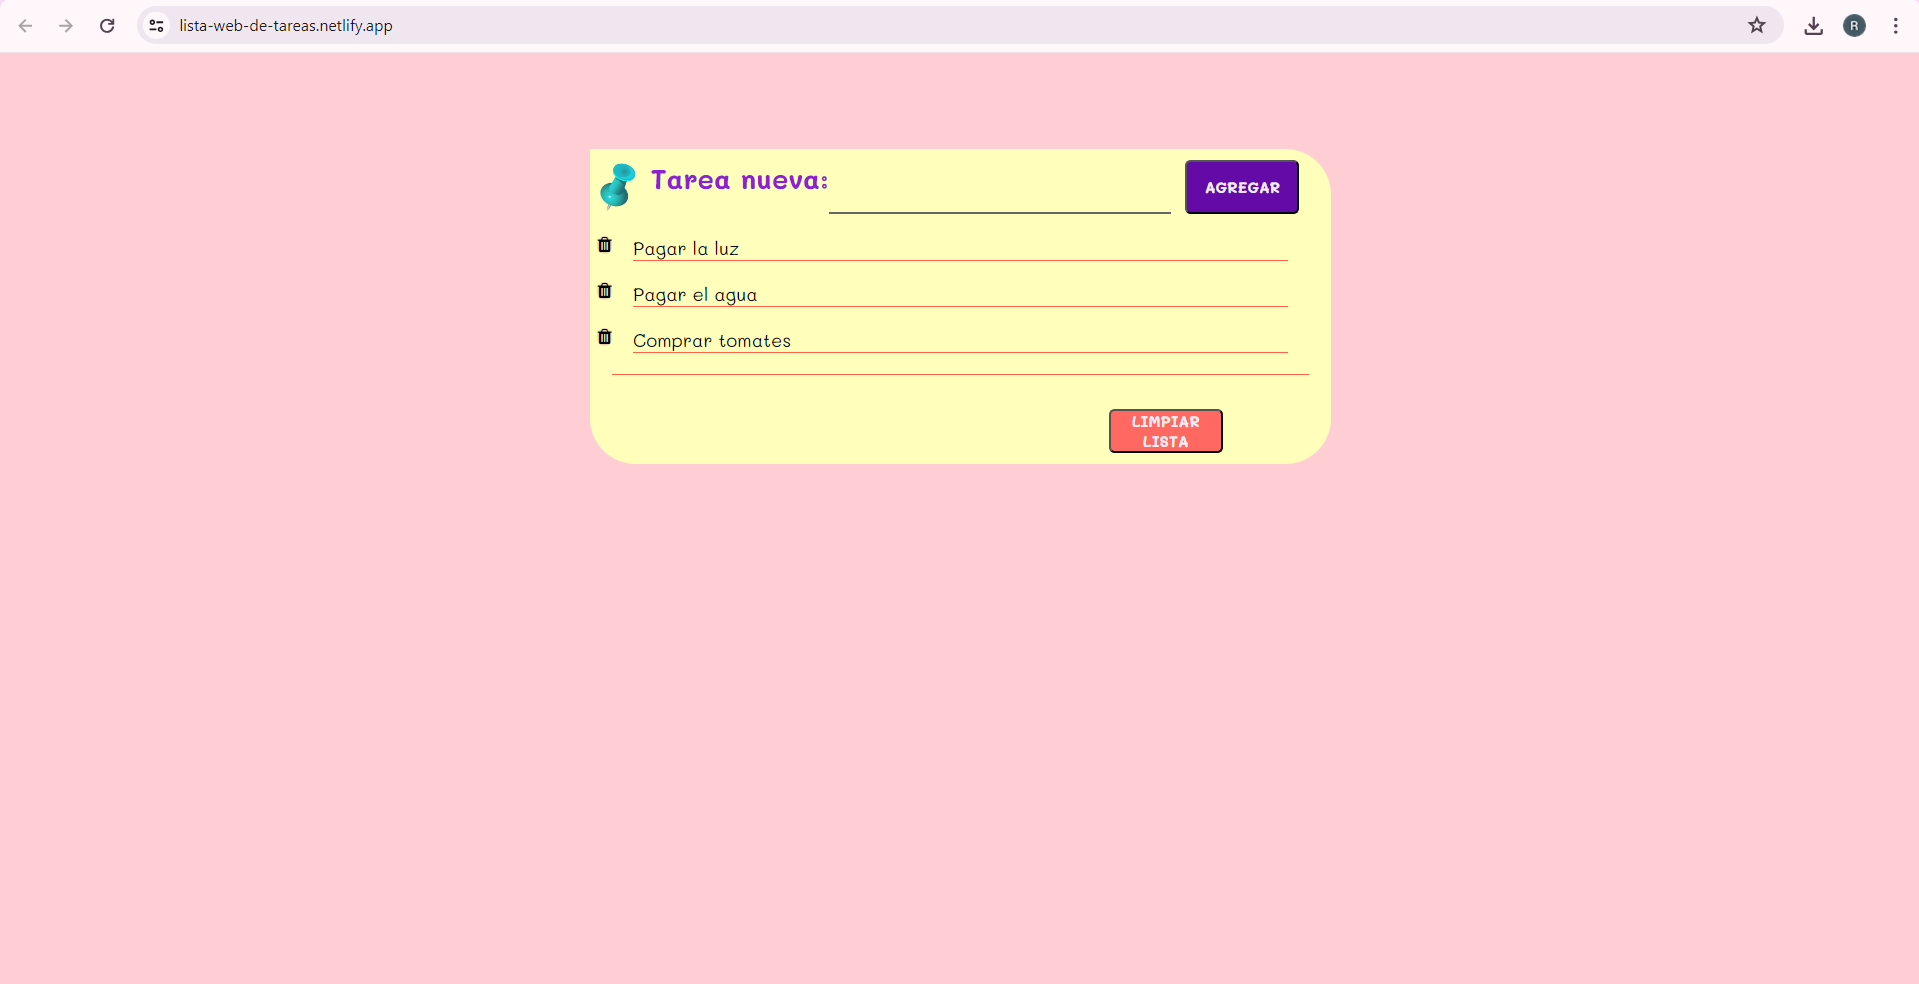 lista-web-de-tareas.netlify.app
R
Tarea nueva:
AGREGAR
Pagar la luz
Pagar el agua
Comprar tomates
LIMPIAR
LISTA